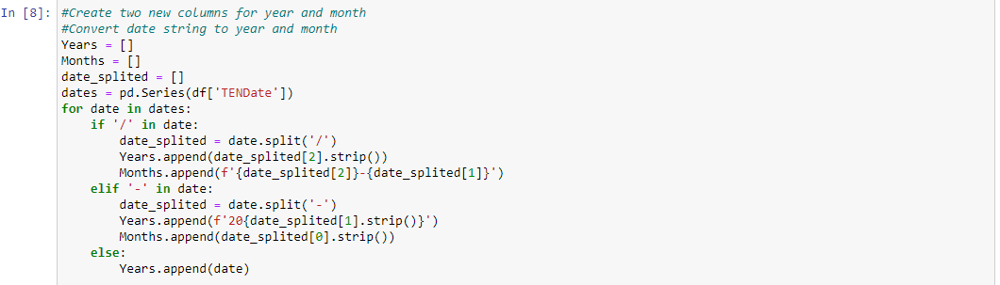 In [8]: #Create two new columns for year and month
#Convert date string to year and month
Years = []
Months = []
date_splited = []
dates = pd.Series(df['TENDate'])
for date in dates:
    if '/' in date:
        date_splited = date.split('/')
        Years.append(date_splited[2].strip())
        Months.append(f'{date_splited[2]}-{date_splited[1]}')
    elif '-' in date:
        date_splited = date.split('-')
        Years.append(f'20{date_splited[1].strip()}')
        Months.append(date_splited[0].strip())
    else:
        Years.append(date)